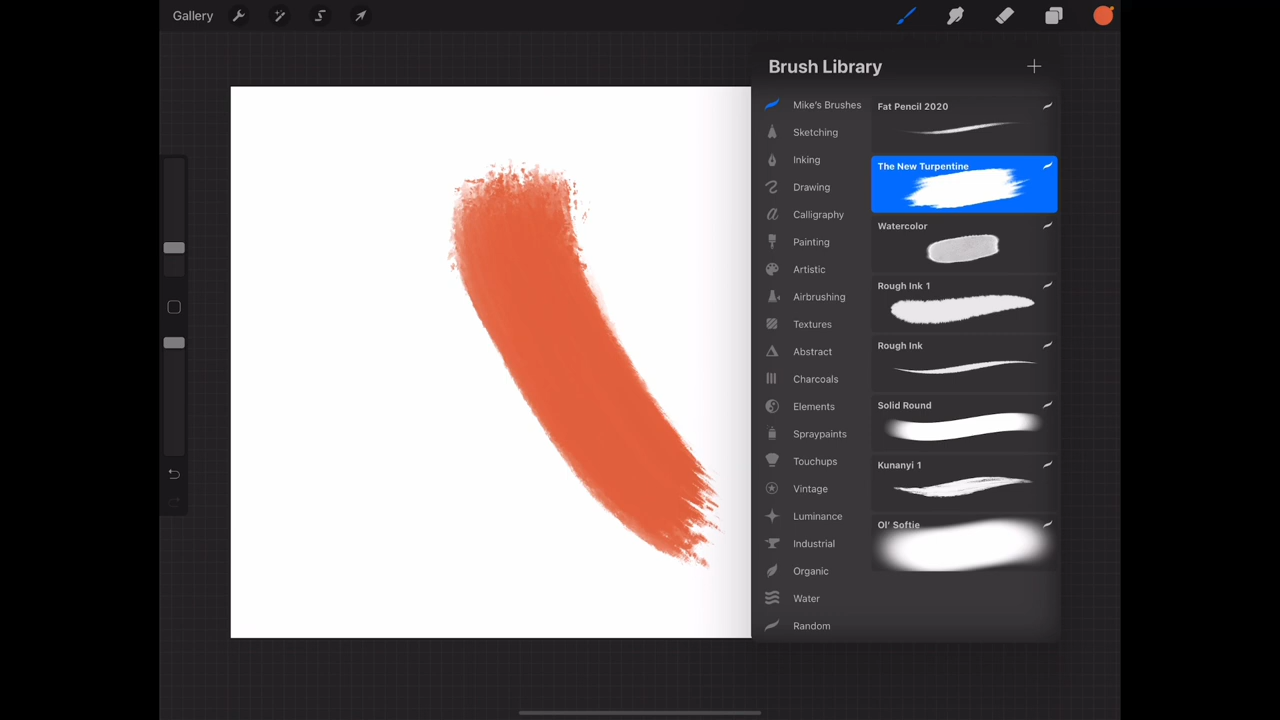 Gallery
Brush Library
Mike's Brushes
Sketching
Inking
Drawing
Calligraphy
Painting
Artistic
Airbrushing
Textures
Abstract
Charcoals
Elements
Spraypaints
Touchups
Vintage
Luminance
Industrial
Organic
Water
Random
Fat Pencil 2020
The New Turpentine
Watercolor
Rough Ink 1
Rough Ink
Solid Round
Kunanyi 1
Ol' Softie